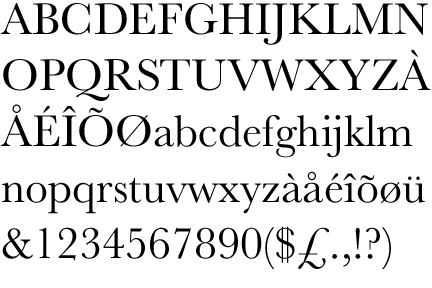 ABCDEFGHIJKLMN
OPQRSTUVWXYZÀ
ÅÉÎÕØabcdefghijklm
nopqrstuvwxyzàåéîõøü
&1234567890($£.,!?)